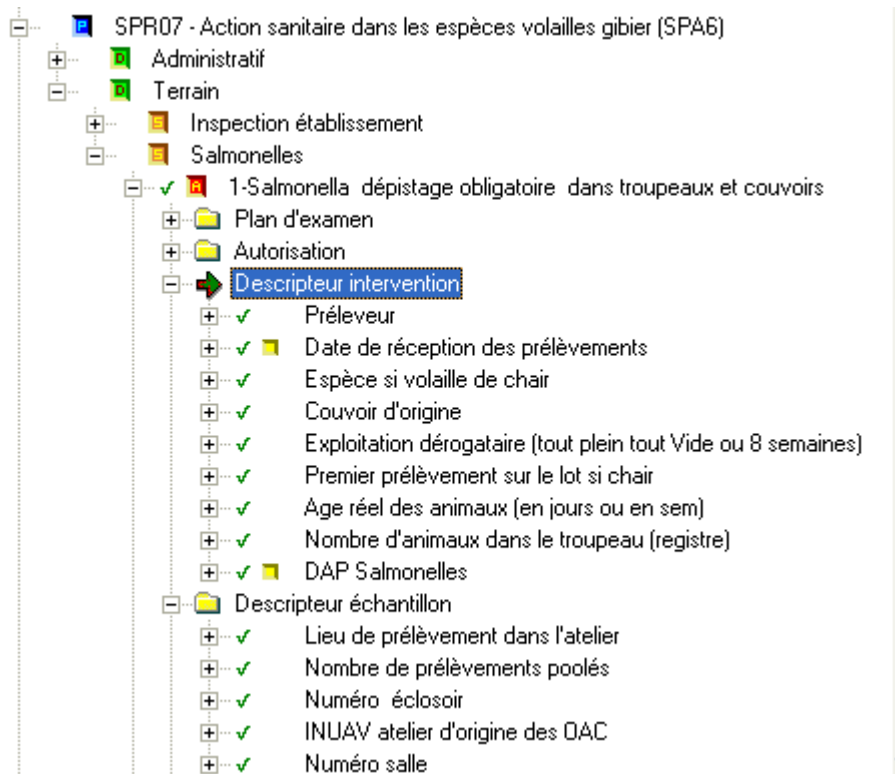 P SPR07 - Action sanitaire dans les espèces volailles gibier (SPA6)
D Administratif
D Terrain
S Inspection établissement
S Salmonelles
A 1-Salmonella dépistage obligatoire dans troupeaux et couvoirs
Plan d'examen
Autorisation
Descripteur intervention
Préleveur
Date de réception des prélèvements
Espèce si volaille de chair
Couvoir d'origine
Exploitation dérogataire (tout plein tout Vide ou 8 semaines)
Premier prélèvement sur le lot si chair
Age réel des animaux (en jours ou en sem)
Nombre d'animaux dans le troupeau (registre)
DAP Salmonelles
Descripteur échantillon
Lieu de prélèvement dans l'atelier
Nombre de prélèvements poolés
Numéro éclosoir
INUAV atelier d'origine des OAC
Numéro salle